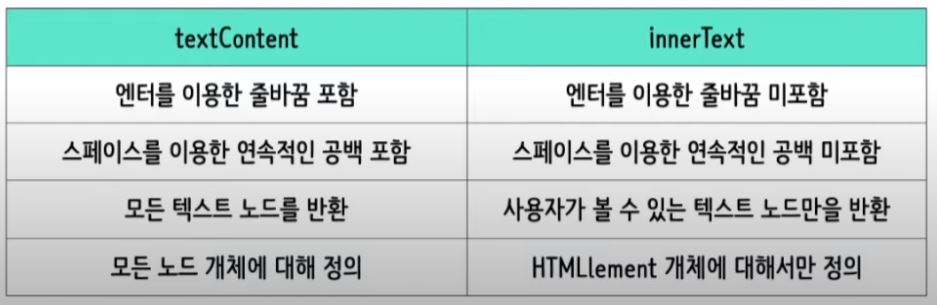 textContent innerText
엔터를 이용한 줄바꿈 포함 엔터를 이용한 줄바꿈 미포함
스페이스를 이용한 연속적인 공백 포함 스페이스를 이용한 연속적인 공백 미포함
모든 텍스트 노드를 반환 사용자가 볼 수 있는 텍스트 노드만을 반환
모든 노드 개체에 대해 정의 HTMLlement 개체에 대해서만 정의